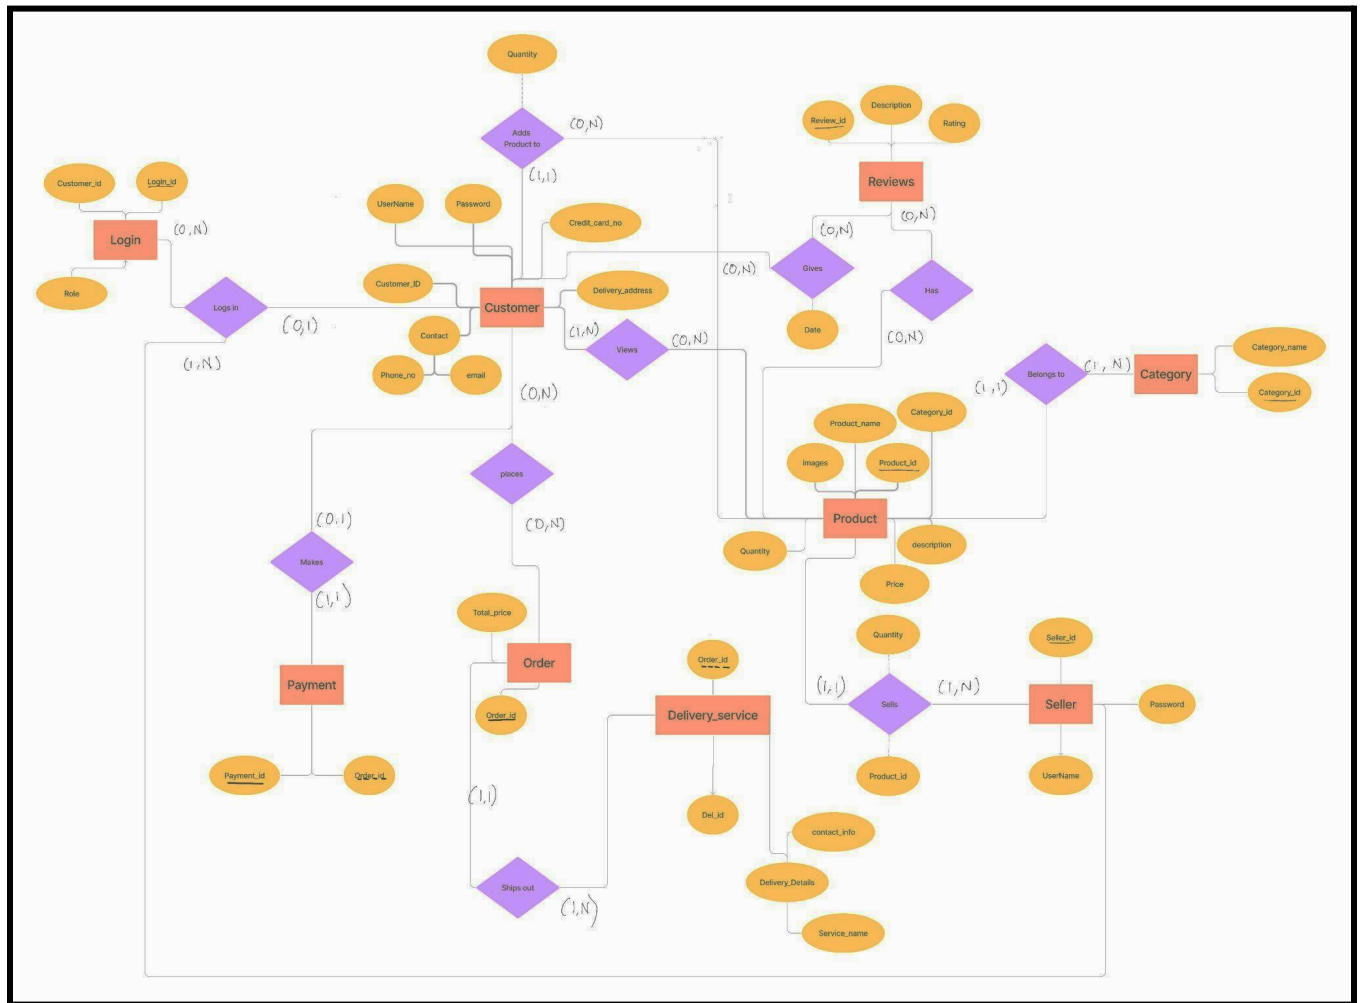 Quantity
Adds
Product to
(0,N)
(1,1)
Review_id
Description
Rating
Reviews
Customer_id
Login_id
Login
(0,N)
Role
UserName
Password
Credit_card_no
(0,N)
(0,N)
(0,N)
Gives
Has
Date
(0,N)
Customer_ID
Delivery_address
Customer
Logs in
(0,1)
(1,N)
Contact
Phone_no
email
(1,N)
Views
(0,N)
(0,N)
Belongs to
(1,1)
(1,N)
Category
Category_name
Category_id
Product_name
Category_id
images
Product_id
Product
Quantity
description
Price
places
(0,N)
(0,1)
Makes
(1,1)
Payment
Payment_id
Order_id
Total_price
Order
Order_id
(1,1)
Ships out
(1,N)
Order_id
Delivery_service
Del_id
contact_info
Delivery_Details
Service_name
Quantity
(1,1)
Sells
(1,N)
Product_id
Seller_id
Seller
Password
UserName